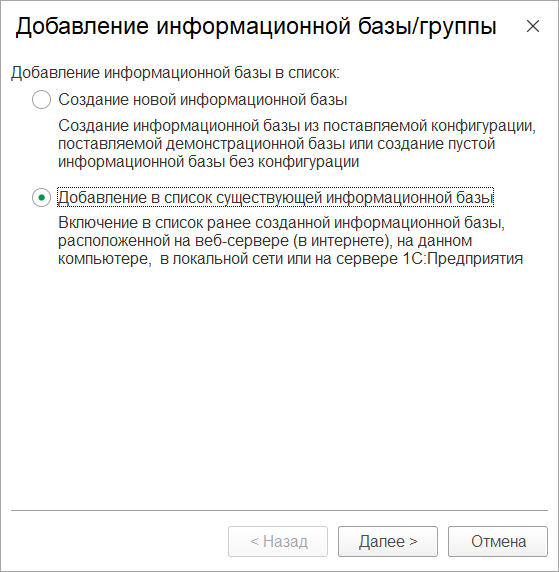 Добавление информационной базы/группы
Добавление информационной базы в список:
Создание новой информационной базы
Создание информационной базы из поставляемой конфигурации,
поставляемой демонстрационной базы или создание пустой
информационной базы без конфигурации
Добавление в список существующей информационной базы
Включение в список ранее созданной информационной базы,
расположенной на веб-сервере (в интернете), на данном
компьютере,  в локальной сети или на сервере 1С:Предприятия
< Назад
Далее >
Отмена